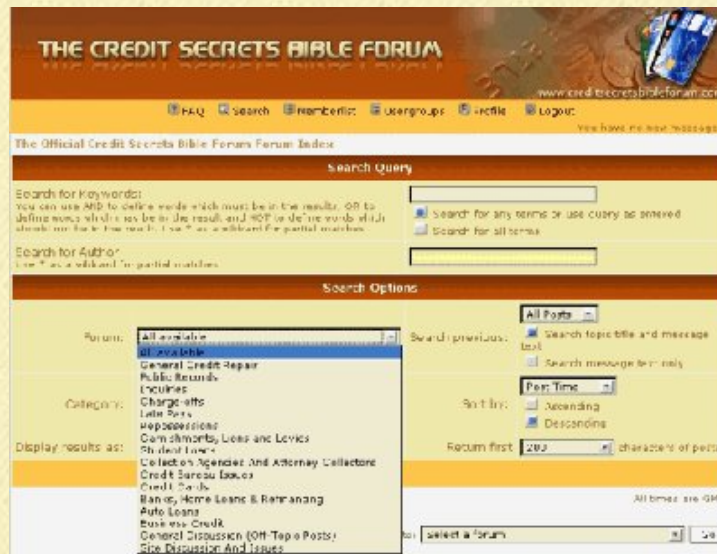 THE CREDIT SECRETS BIBLE FORUM
www.creditsecretsbibleforum.com
FAQ Search Memberlist Usergroups Profile Logout
You have no new messages
The Official Credit Secrets Bible Forum Forum Index
Search Query
Search for Keywords:
You can use AND to define words which must be in the results, OR to
define words which may be in the result and NOT to define words which
should not be in the result. Use * as a wildcard for partial matches
Search for any terms or use query as entered
Search for all terms
Search for Author
Use * as a wildcard for partial matches
Search Options
Forum:
All available
Search previous:
All Posts
Search topic title and message
text
Search message text only
All available
General Credit Repair
Public Records
Inquiries
Charge-offs
Late Pays
Repossessions
Garnishments, Liens and Levies
Student Loans
Collection Agencies And Attorney Collectors
Credit Bureau Issues
Credit Cards
Banks, Home Loans & Refinancing
Auto Loans
Business Credit
General Discussion (Off-Topic Posts)
Site Discussion And Issues
Category:
Sort by:
Post Time
Ascending
Descending
Display results as:
Return first
200
characters of posts
All times are GM
Select a forum
Go